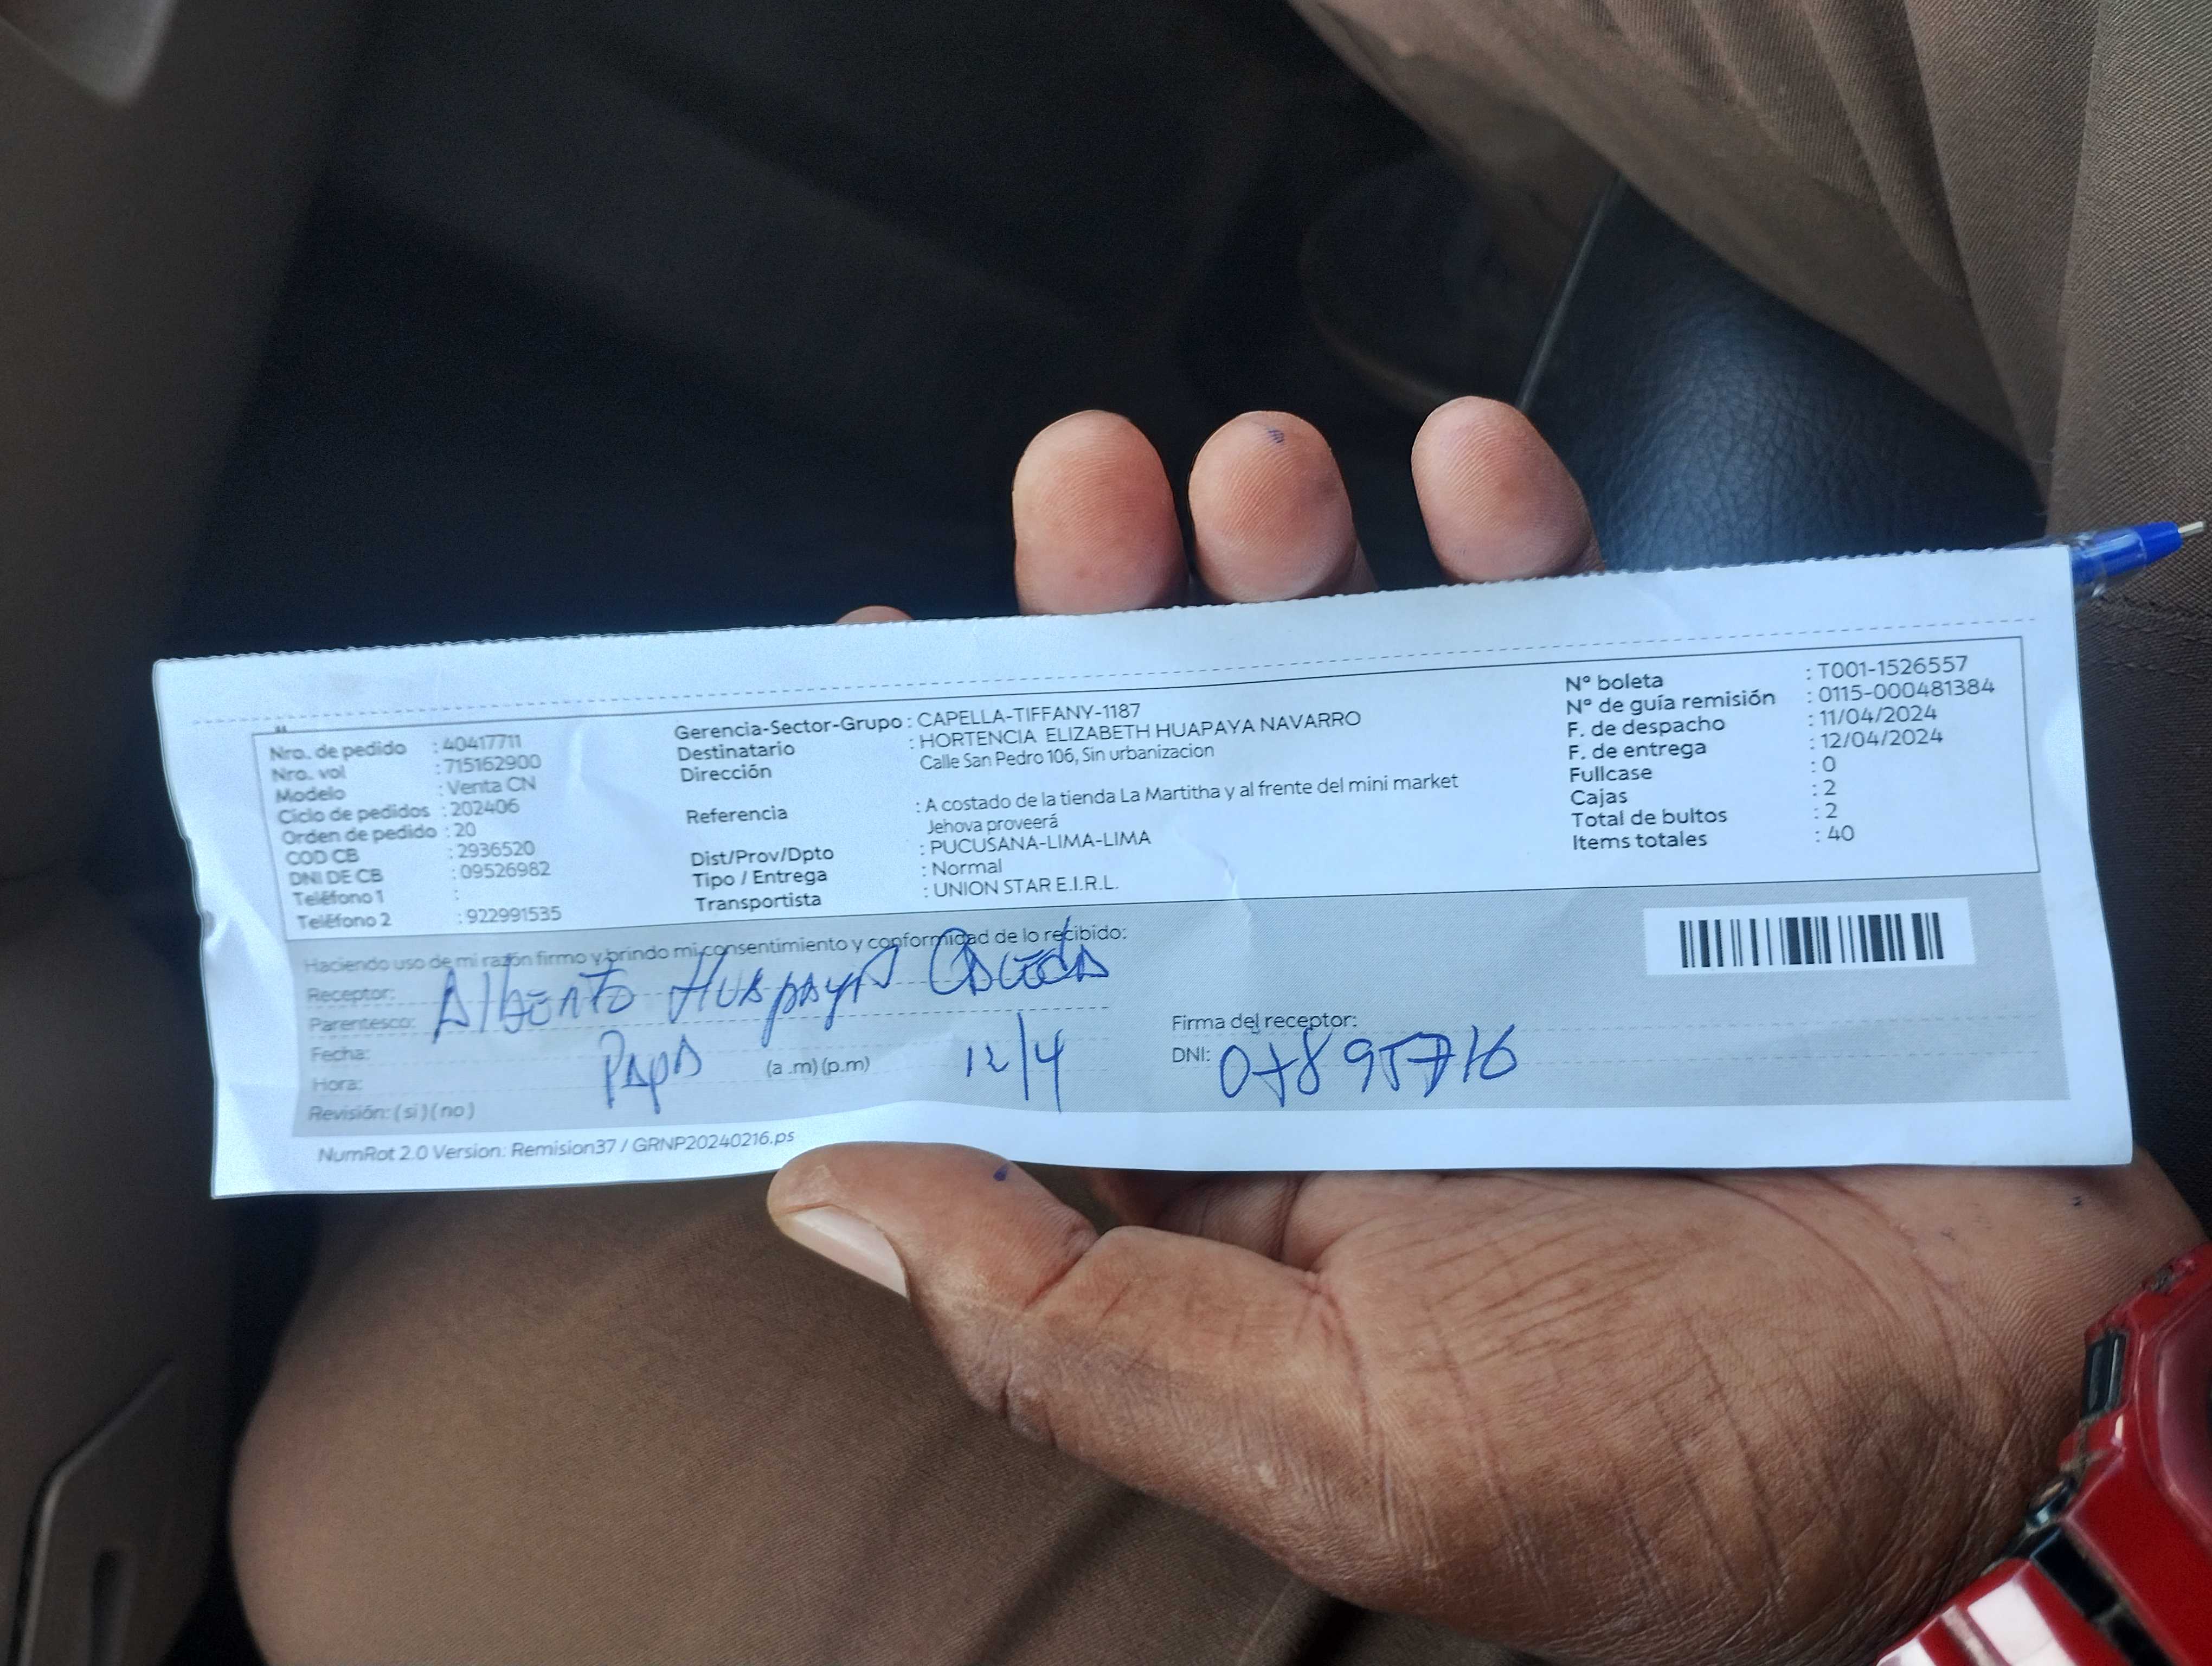 Nro. de pedido : 40417711
Nro. vol : 715162900
Modelo : Venta CN
Ciclo de pedidos : 202406
Orden de pedido : 20
COD CB : 2936520
DNI DE CB : 09526982
Teléfono 1 :
Teléfono 2 : 922991535
Gerencia-Sector-Grupo : CAPELLA-TIFFANY-1187
Destinatario : HORTENCIA ELIZABETH HUAPAYA NAVARRO
Dirección Calle San Pedro 106, Sin urbanizacion
Referencia : A costado de la tienda La Martitha y al frente del mini market
Jehova proveerá
Dist/Prov/Dpto : PUCUSANA-LIMA-LIMA
Tipo / Entrega : Normal
Transportista : UNION STAR E.I.R.L.
Nº boleta : T001-1526557
Nº de guía remisión : 0115-000481384
F. de despacho : 11/04/2024
F. de entrega : 12/04/2024
Fullcase : 0
Cajas : 2
Total de bultos : 2
Items totales : 40
Haciendo uso de mi razón firmo y brindo mi consentimiento y conformidad de lo recibido:
Receptor: Alberto Huapaya
Parentesco:
Fecha: Papá (a .m) (p.m) 12/4
Hora:
Revisión: ( si ) ( no )
Firma del receptor:
DNI: 07895716
NumRot 2.0 Version: Remision37 / GRNP20240216.ps